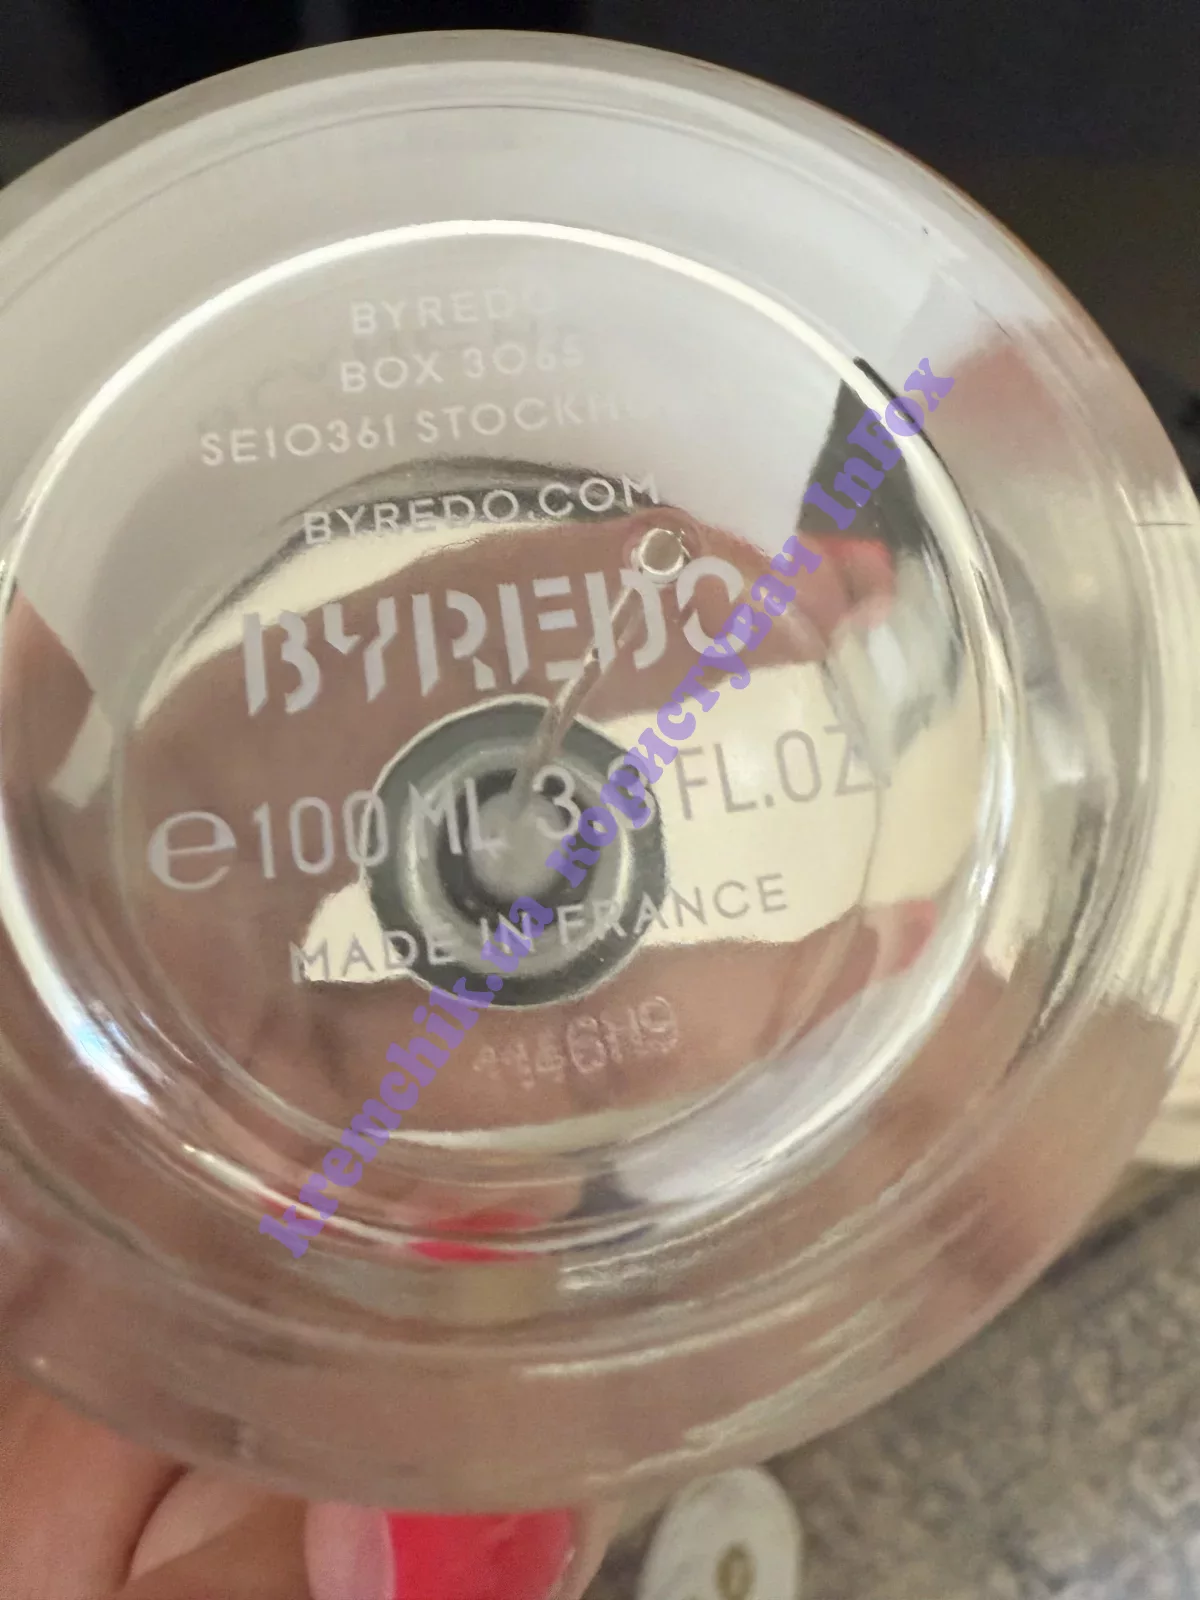 BYREDO
BOX 3065
SE10361 STOCKH
BYREDO.COM
BYREDO
℮100 ML 3.3 FL.OZ.
MADE IN FRANCE
kremchik.ua користувач InFox